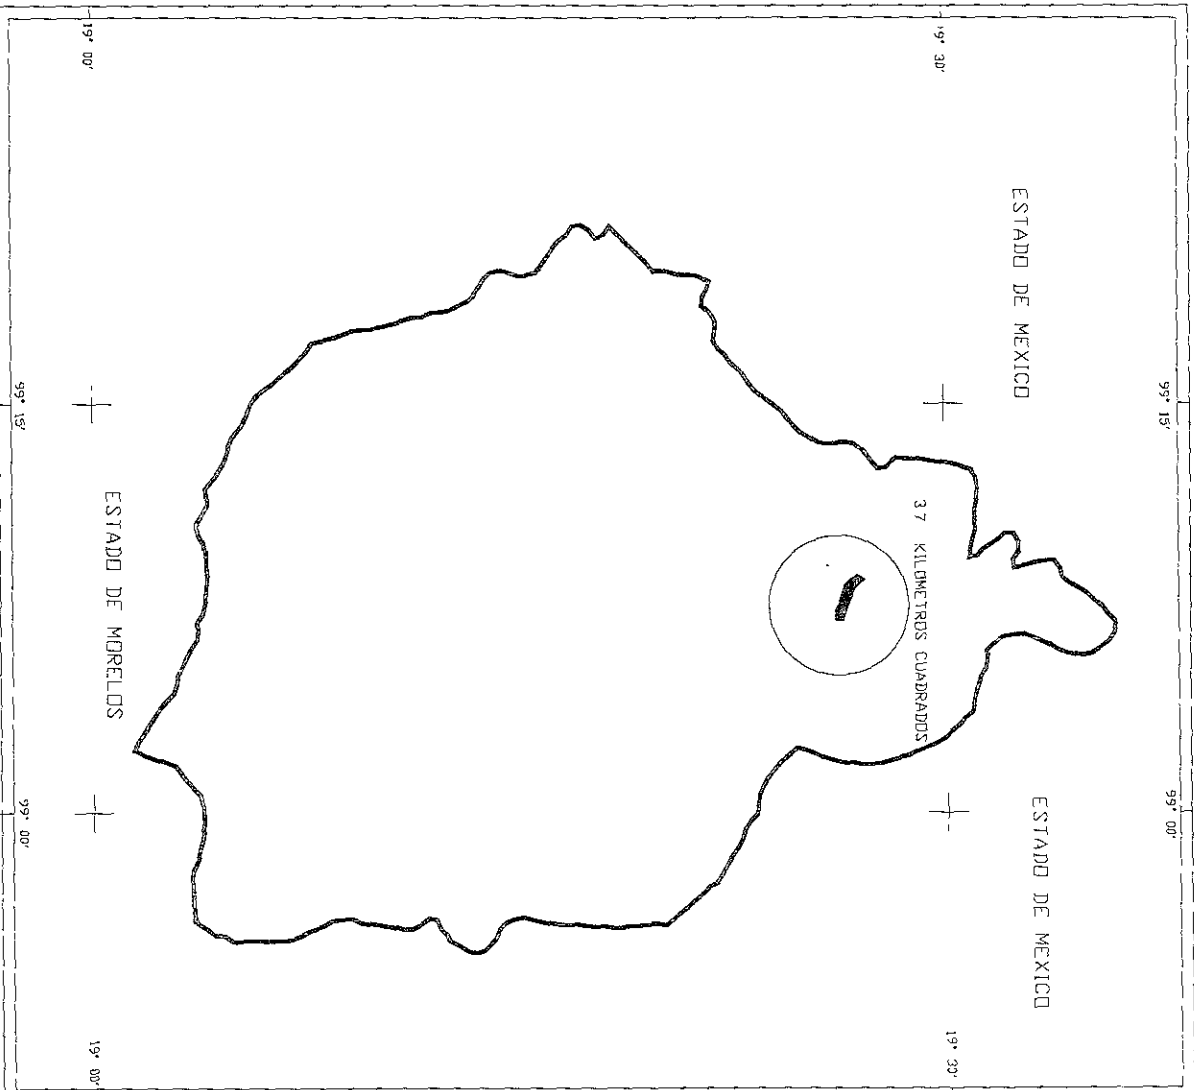 99° 15'
99° 00'
19° 30'
19° 30'
ESTADO DE MEXICO
ESTADO DE MEXICO
37 KILOMETROS CUADRADOS
ESTADO DE MORELOS
19° 00'
19° 00'
99° 15'
99° 00'